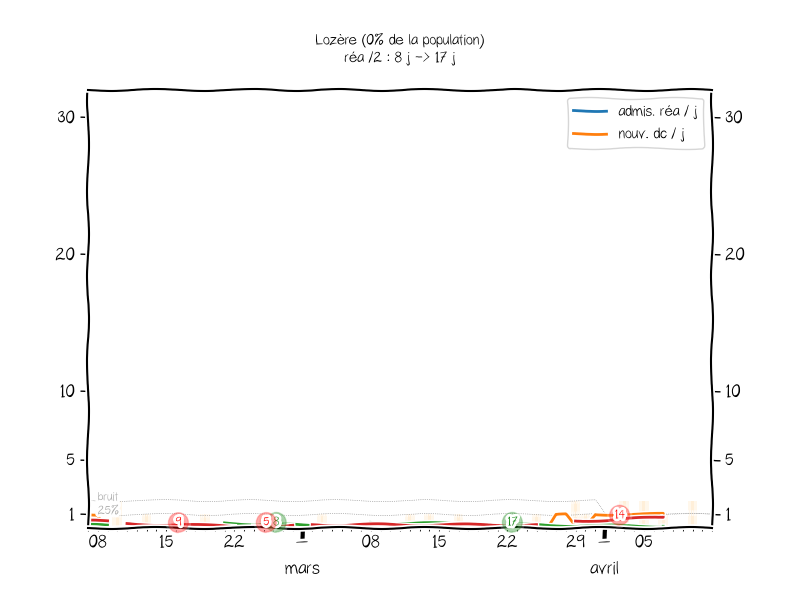 Lozère (0% de la population)
réa /2 : 8 j -> 17 j
admis. réa / j
nouv. dc / j
30
30
20
20
10
10
5
5
1
1
bruit
25%
9
5
8
17
14
08 15 22 08 15 22 29 05
mars avril